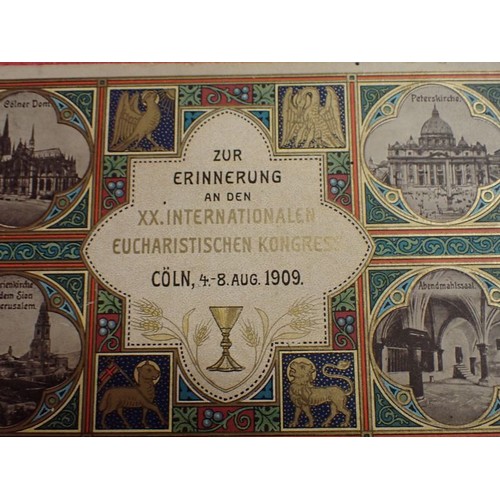 Cölner Dom.
Peterskirche.
ZUR
ERINNERUNG
AN DEN
XX. INTERNATIONALEN
EUCHARISTISCHEN KONGRESS
CÖLN, 4.-8. AUG. 1909.
dem Sion
Abendmahlssaal.